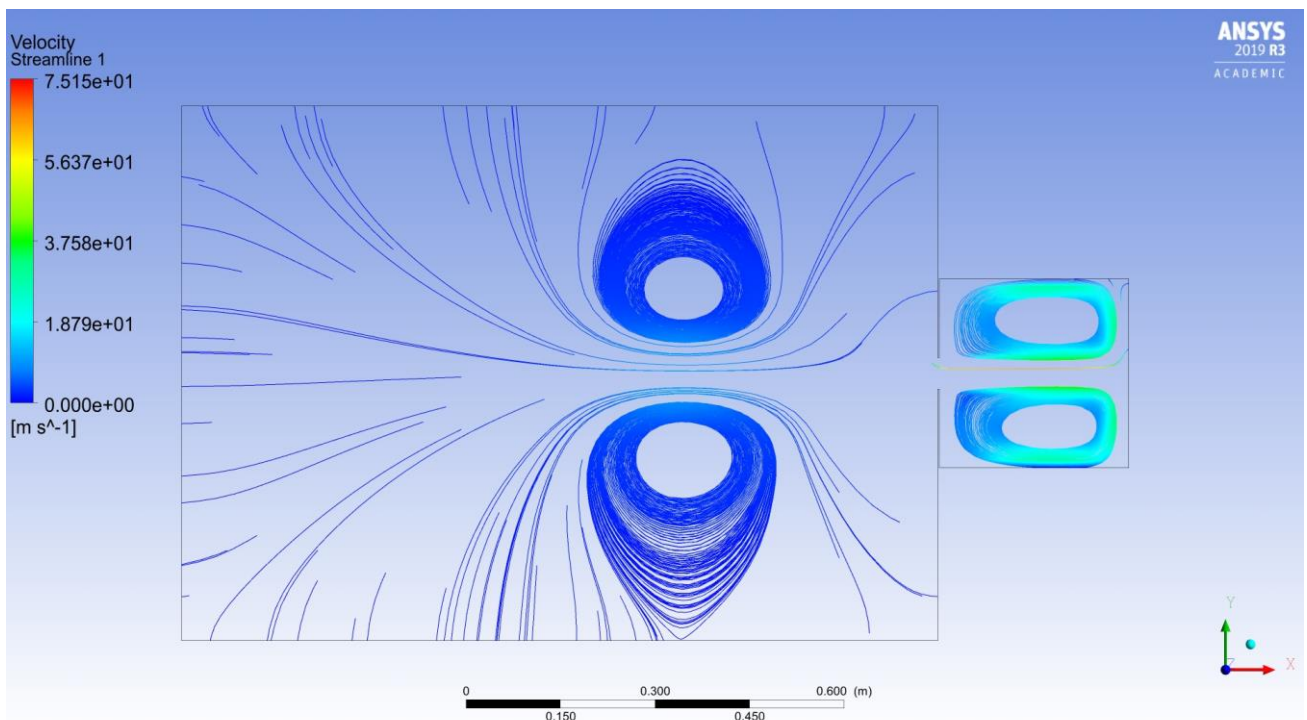 Velocity
Streamline 1
7.515e+01
5.637e+01
3.758e+01
1.879e+01
0.000e+00
[m s^-1]
ANSYS
2019 R3
ACADEMIC
0 0.300 0.600 (m)
0.150 0.450
Y
Z X